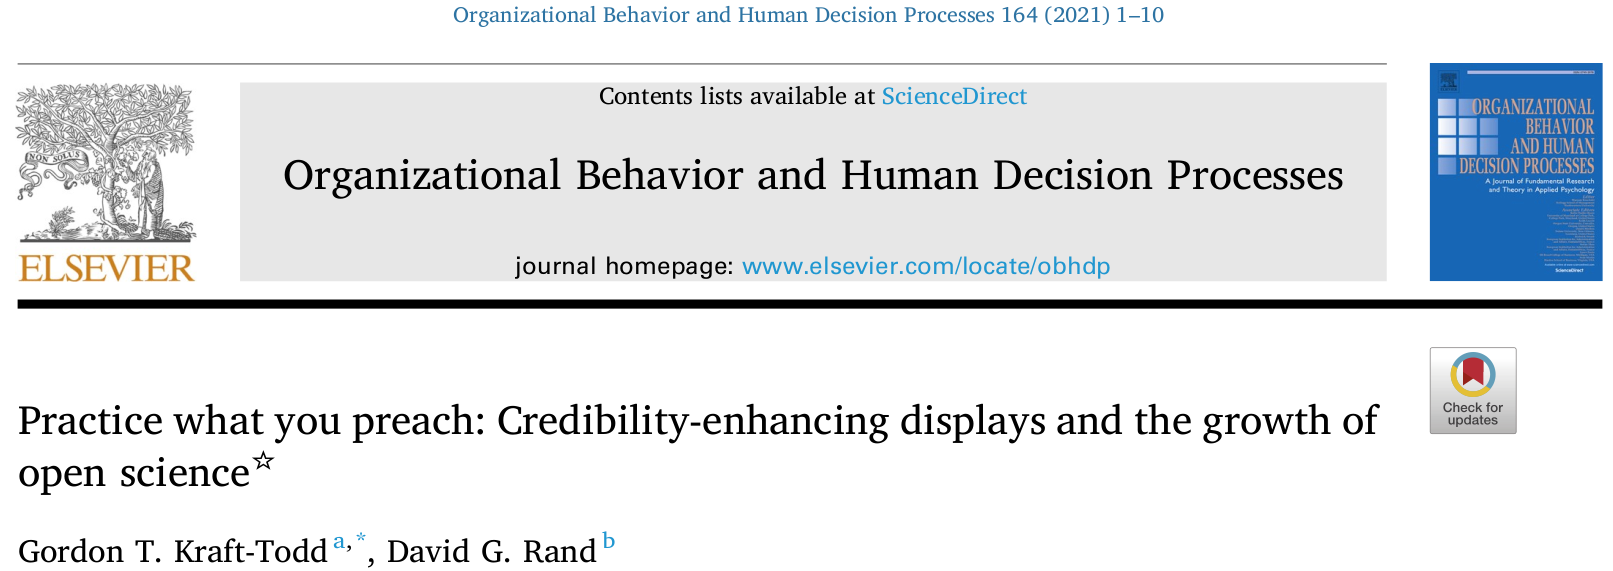 Organizational Behavior and Human Decision Processes 164 (2021) 1–10
Contents lists available at ScienceDirect
Organizational Behavior and Human Decision Processes
journal homepage: www.elsevier.com/locate/obhdp
NON SOLUS
ELSEVIER
ORGANIZATIONAL
BEHAVIOR
AND HUMAN
DECISION PROCESSES
A Journal of Fundamental Research
and Theory in Applied Psychology
ScienceDirect
Check for
updates
Practice what you preach: Credibility-enhancing displays and the growth of
open science☆
Gordon T. Kraft-Todd a,*, David G. Rand b